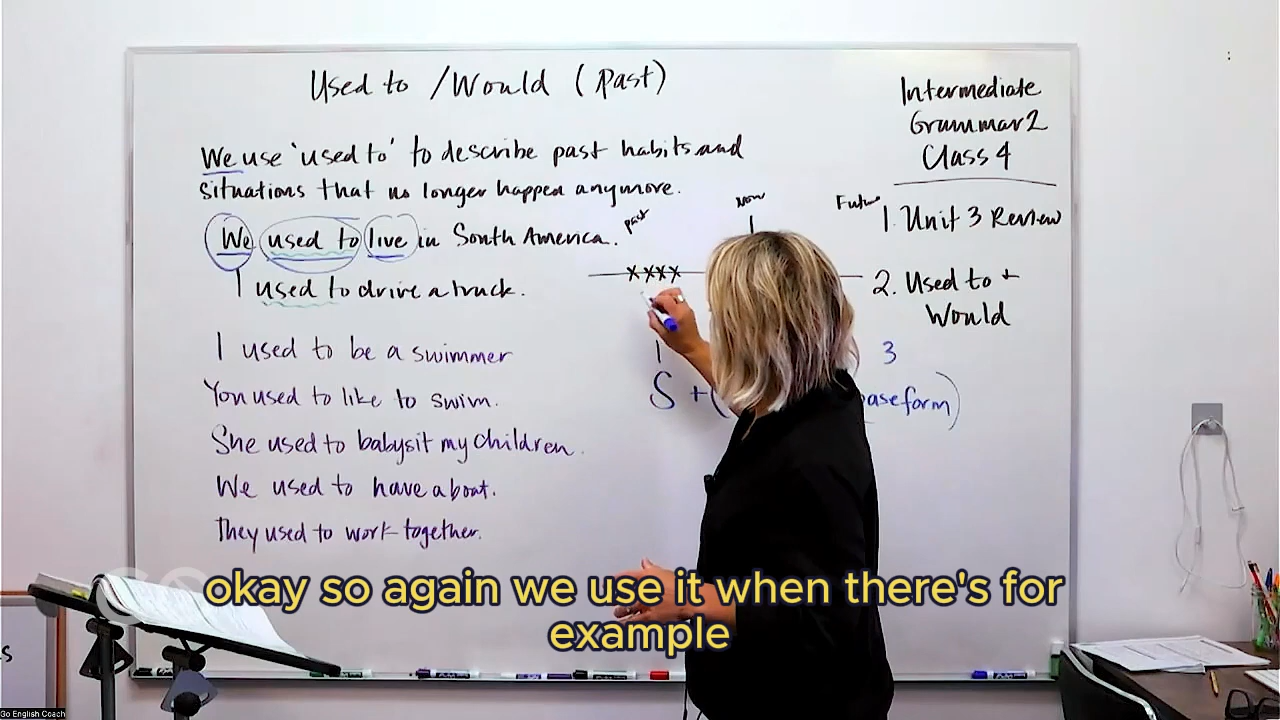 Used to / Would (Past)
We use 'used to' to describe past habits and
situations that no longer happen anymore.
We used to live in South America.
I used to drive a truck.
I used to be a swimmer
You used to like to swim.
She used to babysit my children.
We used to have a boat.
They used to work together.
past
Now
Future
xxxx
1
3
S + (
baseform)
Intermediate
Grammar 2
Class 4
1. Unit 3 Review
2. Used to +
Would
GO
okay so again we use it when there's for
example
Go English Coach